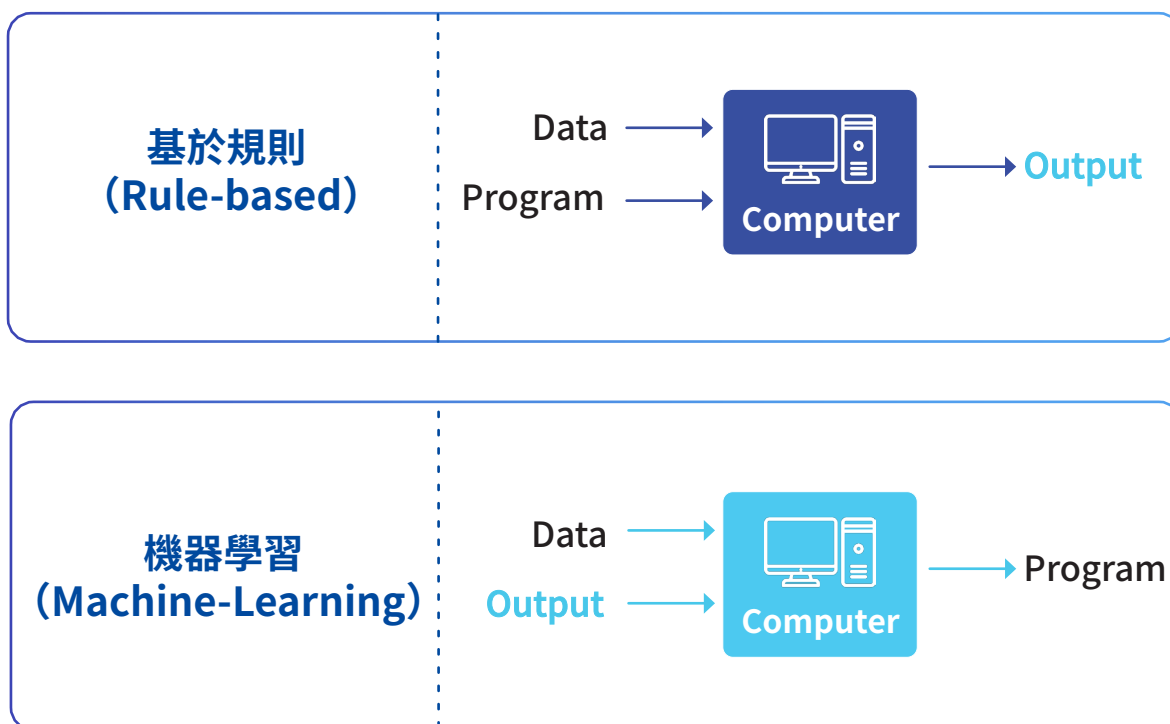 基於規則
（Rule-based）
Data
Program
Computer
Output
機器學習
（Machine-Learning）
Data
Output
Computer
Program